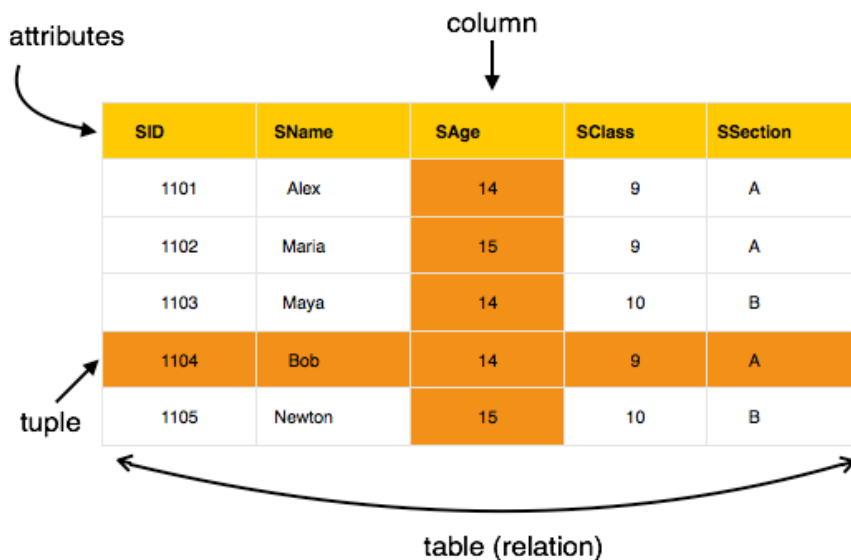 column
attributes
SID SName SAge SClass SSection
1101 Alex 14 9 A
1102 Maria 15 9 A
1103 Maya 14 10 B
1104 Bob 14 9 A
tuple
1105 Newton 15 10 B
table (relation)